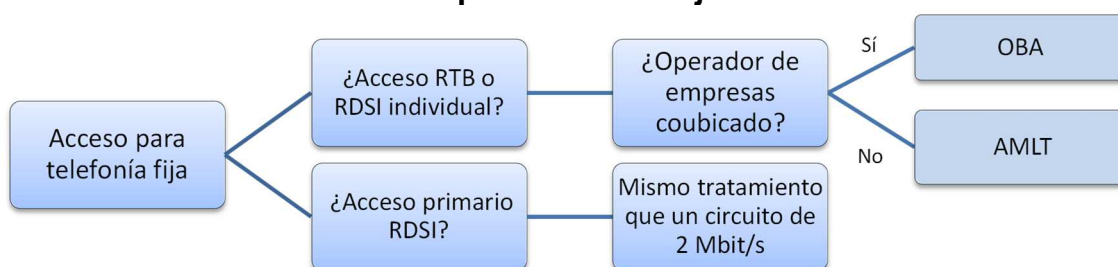 Acceso para
telefonía fija
¿Acceso RTB o
RDSI individual?
¿Operador de
empresas
coubicado?
Sí
OBA
No
AMLT
¿Acceso primario
RDSI?
Mismo tratamiento
que un circuito de
2 Mbit/s